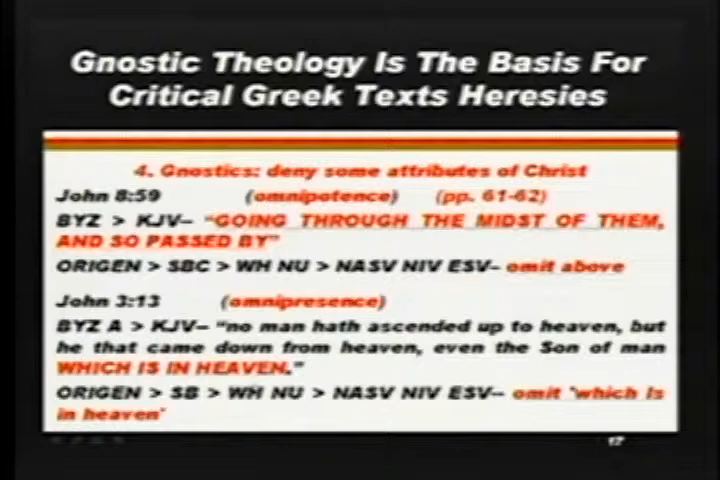 Gnostic Theology Is The Basis For
Critical Greek Texts Heresies
4. Gnostics: deny some attributes of Christ
John 8:59 (omnipotence) (pp. 61-62)
BYZ > KJV– “GOING THROUGH THE MIDST OF THEM,
AND SO PASSED BY”
ORIGEN > SBC > WH NU > NASV NIV ESV– omit above
John 3:13 (omnipresence)
BYZ A > KJV– “no man hath ascended up to heaven, but
he that came down from heaven, even the Son of man
WHICH IS IN HEAVEN.”
ORIGEN > SB > WH NU > NASV NIV ESV– omit 'which Is
in heaven'
17